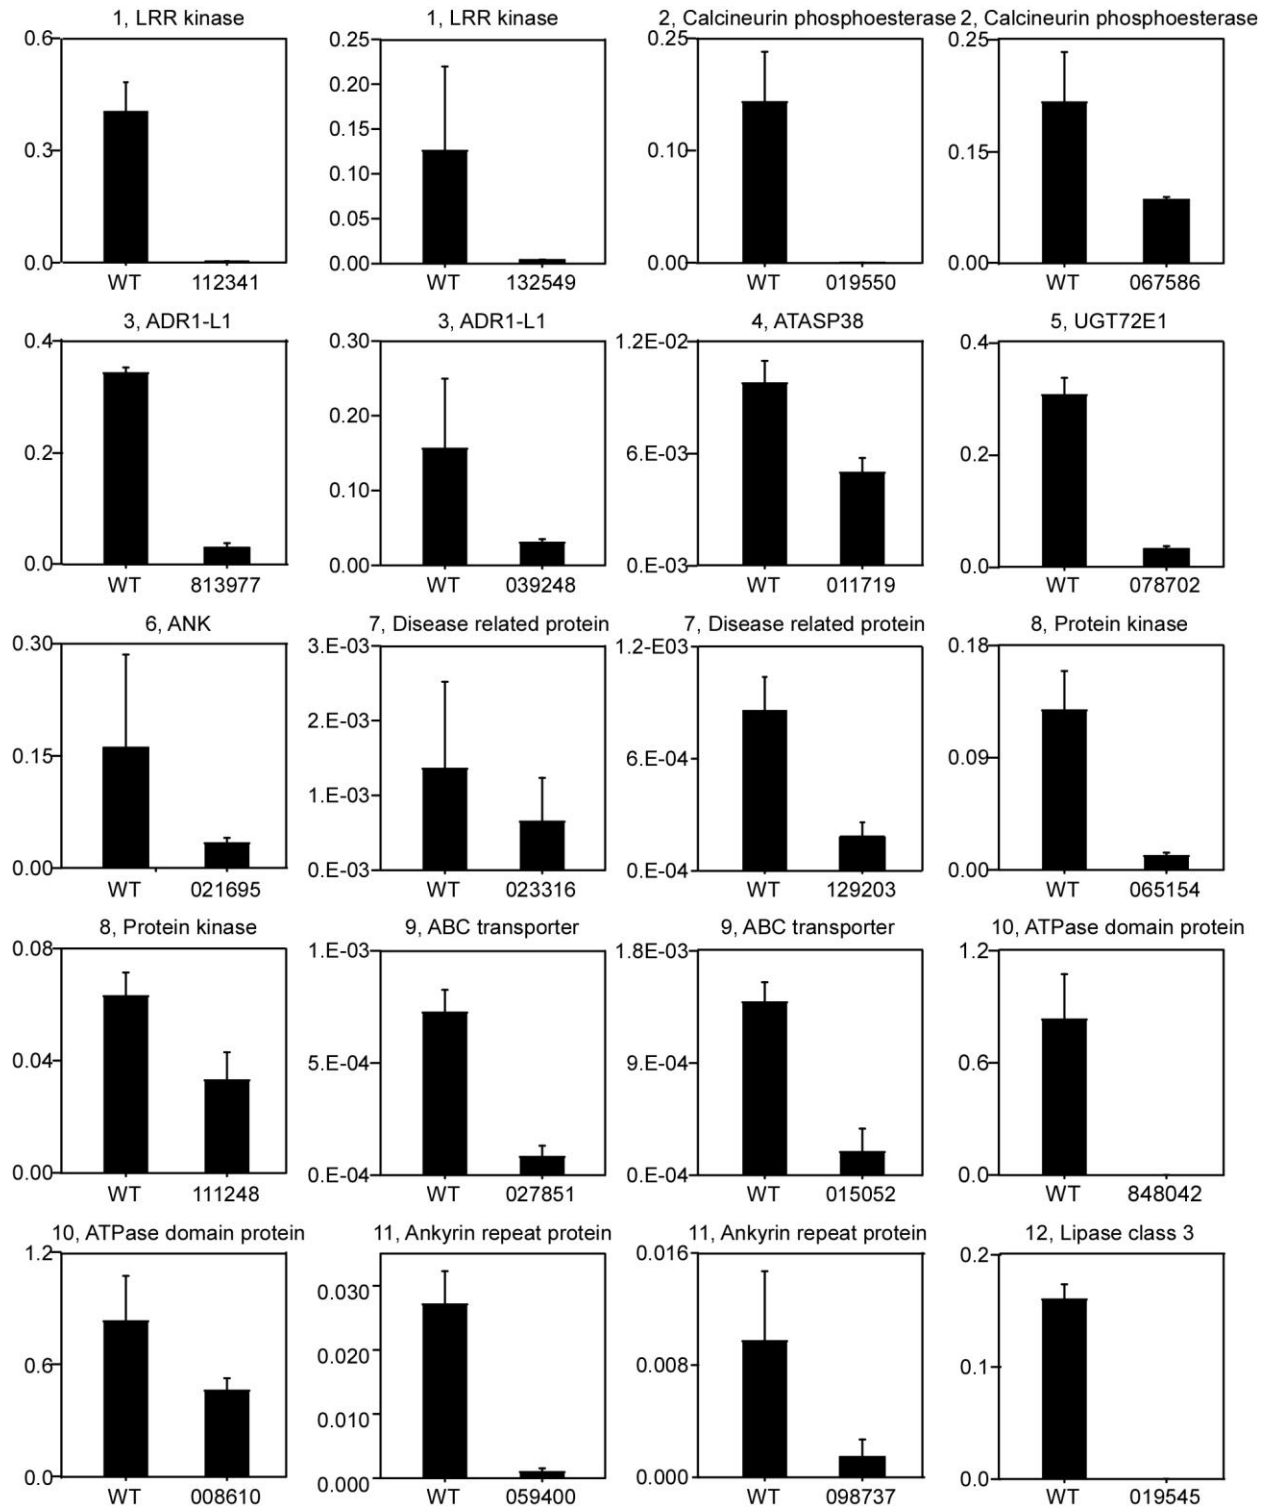 1, LRR kinase
0.6
0.3
0.0
WT 112341
1, LRR kinase
0.25
0.20
0.15
0.10
0.05
0.00
WT 132549
2, Calcineurin phosphoesterase
0.25
0.10
0.00
WT 019550
2, Calcineurin phosphoesterase
0.25
0.15
0.00
WT 067586
3, ADR1-L1
0.4
0.2
0.0
WT 813977
3, ADR1-L1
0.30
0.20
0.10
0.00
WT 039248
4, ATASP38
1.2E-02
6.E-03
0.E-03
WT 011719
5, UGT72E1
0.4
0.2
0.0
WT 078702
6, ANK
0.30
0.15
0.00
WT 021695
7, Disease related protein
3.E-03
2.E-03
1.E-03
0.E-03
WT 023316
7, Disease related protein
1.2-E03
6.E-04
0.E-04
WT 129203
8, Protein kinase
0.18
0.09
0.00
WT 065154
8, Protein kinase
0.08
0.04
0.00
WT 111248
9, ABC transporter
1.E-03
5.E-04
0.E-04
WT 027851
9, ABC transporter
1.8E-03
9.E-04
0.E-04
WT 015052
10, ATPase domain protein
1.2
0.6
0.0
WT 848042
10, ATPase domain protein
1.2
0.6
0.0
WT 008610
11, Ankyrin repeat protein
0.030
0.020
0.010
0.000
WT 059400
11, Ankyrin repeat protein
0.016
0.008
0.000
WT 098737
12, Lipase class 3
0.2
0.1
0.0
WT 019545